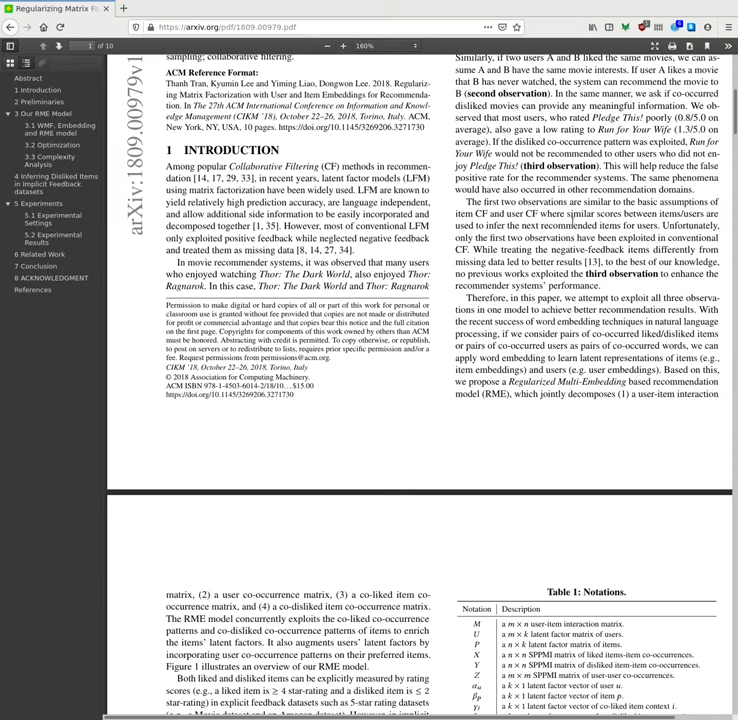 Regularizing Matrix Fa
https://arxiv.org/pdf/1809.00979.pdf
1 of 10
160%
Abstract
1 Introduction
2 Preliminaries
3 Our RME Model
3.1 WMF, Embedding
and RME model
3.2 Optimization
3.3 Complexity
Analysis
4 Inferring Disliked Items
in Implicit Feedback
datasets
5 Experiments
5.1 Experimental
Settings
5.2 Experimental
Results
6 Related Work
7 Conclusion
8 ACKNOWLEDGMENT
References
arXiv:1809.00979v1
sampling; collaborative filtering.
ACM Reference Format:
Thanh Tran, Kyumin Lee and Yiming Liao, Dongwon Lee. 2018. Regulariz-
ing Matrix Factorization with User and Item Embeddings for Recommenda-
tion. In The 27th ACM International Conference on Information and Knowl-
edge Management (CIKM '18), October 22–26, 2018, Torino, Italy. ACM,
New York, NY, USA, 10 pages. https://doi.org/10.1145/3269206.3271730
1 INTRODUCTION
Among popular Collaborative Filtering (CF) methods in recommen-
dation [14, 17, 29, 33], in recent years, latent factor models (LFM)
using matrix factorization have been widely used. LFM are known to
yield relatively high prediction accuracy, are language independent,
and allow additional side information to be easily incorporated and
decomposed together [1, 35]. However, most of conventional LFM
only exploited positive feedback while neglected negative feedback
and treated them as missing data [8, 14, 27, 34].
In movie recommender systems, it was observed that many users
who enjoyed watching Thor: The Dark World, also enjoyed Thor:
Ragnarok. In this case, Thor: The Dark World and Thor: Ragnarok
Permission to make digital or hard copies of all or part of this work for personal or
classroom use is granted without fee provided that copies are not made or distributed
for profit or commercial advantage and that copies bear this notice and the full citation
on the first page. Copyrights for components of this work owned by others than ACM
must be honored. Abstracting with credit is permitted. To copy otherwise, or republish,
to post on servers or to redistribute to lists, requires prior specific permission and/or a
fee. Request permissions from permissions@acm.org.
CIKM '18, October 22–26, 2018, Torino, Italy
© 2018 Association for Computing Machinery.
ACM ISBN 978-1-4503-6014-2/18/10...$15.00
https://doi.org/10.1145/3269206.3271730
Similarly, if two users A and B liked the same movies, we can as-
sume A and B have the same movie interests. If user A likes a movie
that B has never watched, the system can recommend the movie to
B (second observation). In the same manner, we ask if co-occurred
disliked movies can provide any meaningful information. We ob-
served that most users, who rated Pledge This! poorly (0.8/5.0 on
average), also gave a low rating to Run for Your Wife (1.3/5.0 on
average). If the disliked co-occurrence pattern was exploited, Run for
Your Wife would not be recommended to other users who did not en-
joy Pledge This! (third observation). This will help reduce the false
positive rate for the recommender systems. The same phenomena
would have also occurred in other recommendation domains.
The first two observations are similar to the basic assumptions of
item CF and user CF where similar scores between items/users are
used to infer the next recommended items for users. Unfortunately,
only the first two observations have been exploited in conventional
CF. While treating the negative-feedback items differently from
missing data led to better results [13], to the best of our knowledge,
no previous works exploited the third observation to enhance the
recommender systems' performance.
Therefore, in this paper, we attempt to exploit all three observa-
tions in one model to achieve better recommendation results. With
the recent success of word embedding techniques in natural language
processing, if we consider pairs of co-occurred liked/disliked items
or pairs of co-occurred users as pairs of co-occurred words, we can
apply word embedding to learn latent representations of items (e.g.,
item embeddings) and users (e.g. user embeddings). Based on this,
we propose a Regularized Multi-Embedding based recommendation
model (RME), which jointly decomposes (1) a user-item interaction
matrix, (2) a user co-occurrence matrix, (3) a co-liked item co-
occurrence matrix, and (4) a co-disliked item co-occurrence matrix.
The RME model concurrently exploits the co-liked co-occurrence
patterns and co-disliked co-occurrence patterns of items to enrich
the items' latent factors. It also augments users' latent factors by
incorporating user co-occurrence patterns on their preferred items.
Figure 1 illustrates an overview of our RME model.
Both liked and disliked items can be explicitly measured by rating
scores (e.g., a liked item is ≥ 4 star-rating and a disliked item is ≤ 2
star-rating) in explicit feedback datasets such as 5-star rating datasets
Table 1: Notations.
Notation Description
M a m × n user-item interaction matrix.
U a m × k latent factor matrix of users.
P a n × k latent factor matrix of items.
X a n × n SPPMI matrix of liked items-item co-occurrences.
Y a n × n SPPMI matrix of disliked item-item co-occurrences.
Z a m × m SPPMI matrix of user-user co-occurrences.
αu a k × 1 latent factor vector of user u.
βp a k × 1 latent factor vector of item p.
γi a k × 1 latent factor vector of co-liked item context i.